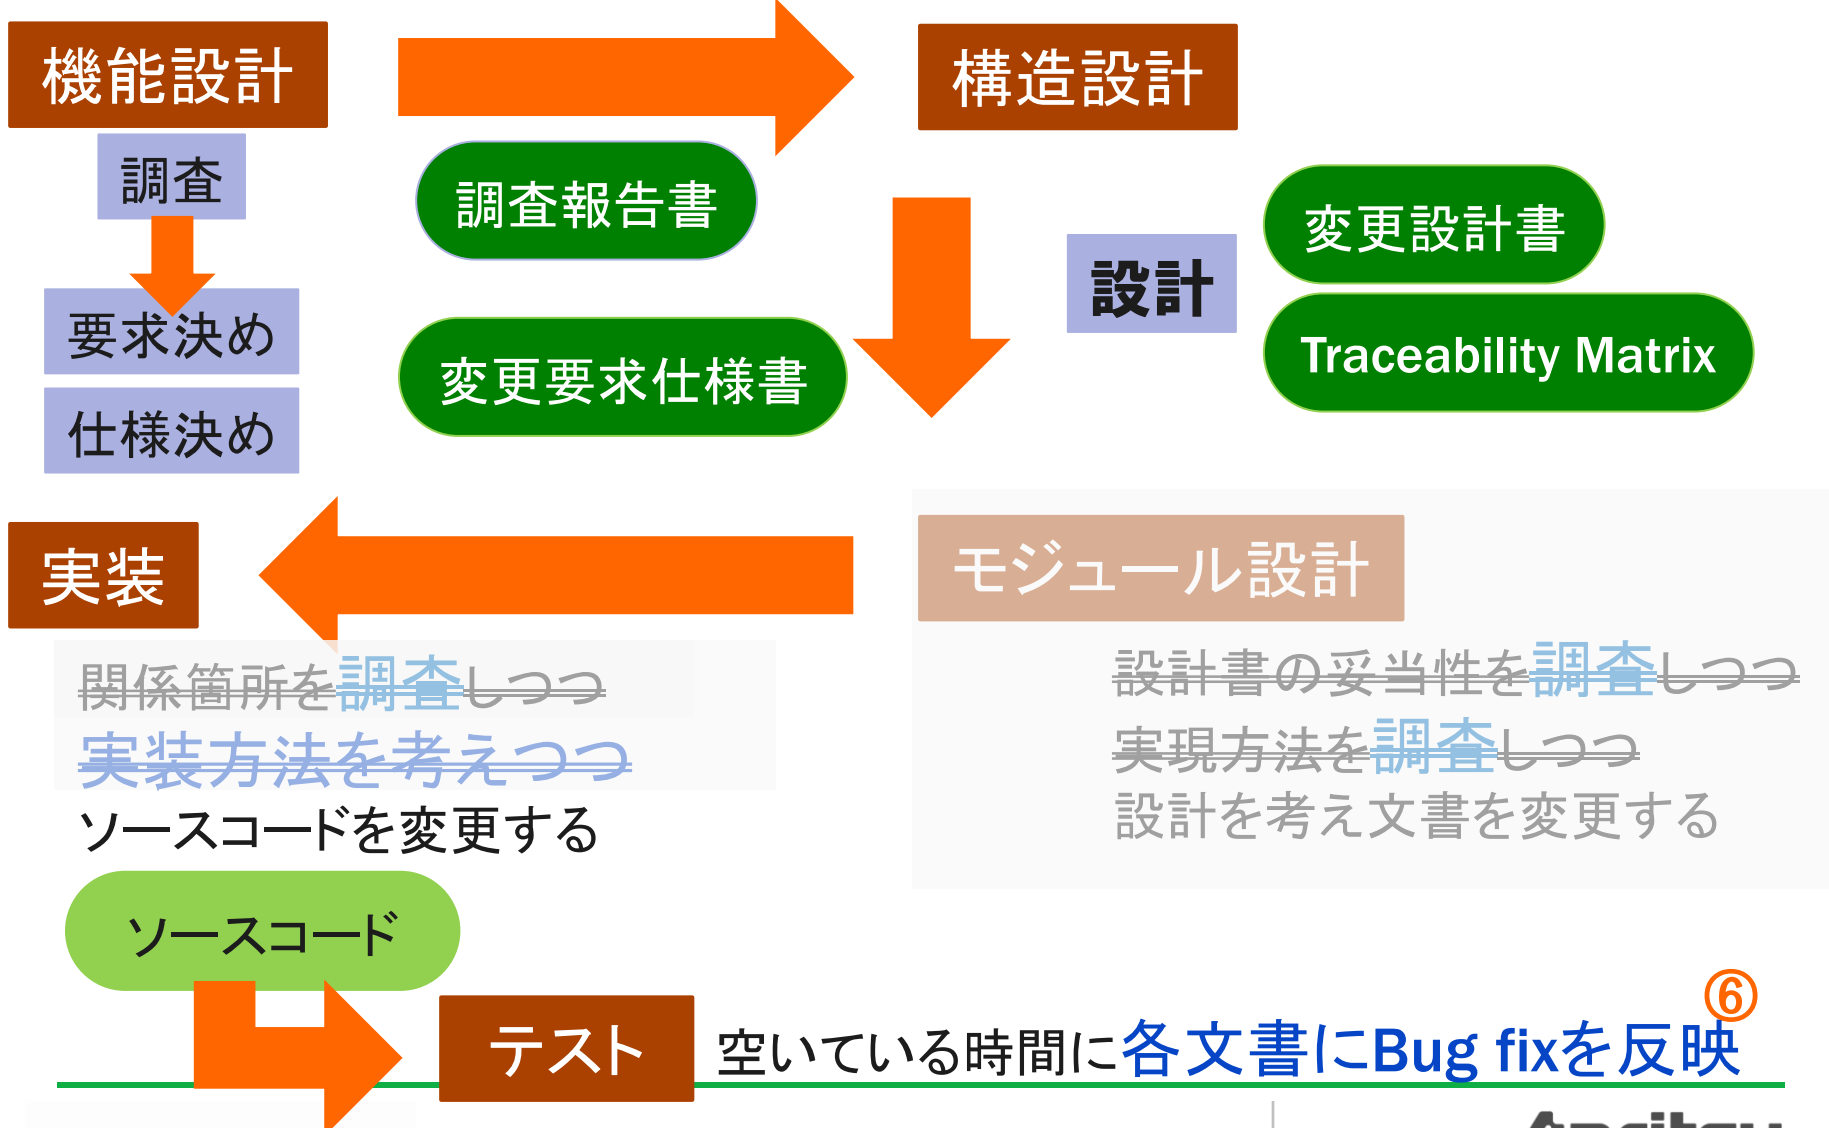 機能設計
調査
要求決め
仕様決め
調査報告書
変更要求仕様書
構造設計
設計
変更設計書
Traceability Matrix
モジュール設計
設計書の妥当性を調査しつつ
実現方法を調査しつつ
設計を考え文書を変更する
実装
関係箇所を調査しつつ
実装方法を考えつつ
ソースコードを変更する
ソースコード
テスト
空いている時間に各文書にBug fixを反映
⑥